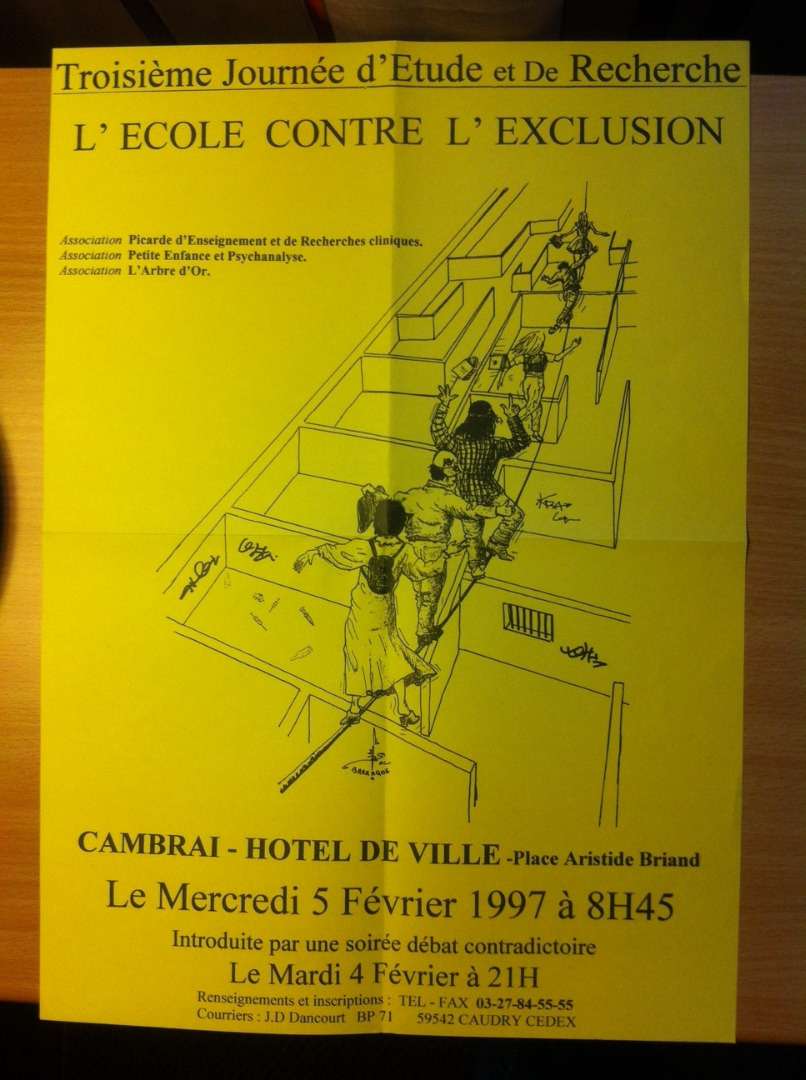 Troisième Journée d'Etude et De Recherche
L' ECOLE CONTRE L' EXCLUSION
Association Picarde d'Enseignement et de Recherches cliniques.
Association Petite Enfance et Psychanalyse.
Association L'Arbre d'Or.
CAMBRAI - HOTEL DE VILLE -Place Aristide Briand
Le Mercredi 5 Février 1997 à 8H45
Introduite par une soirée débat contradictoire
Le Mardi 4 Février à 21H
Renseignements et inscriptions : TEL - FAX 03-27-84-55-55
Courriers : J.D Dancourt BP 71 59542 CAUDRY CEDEX